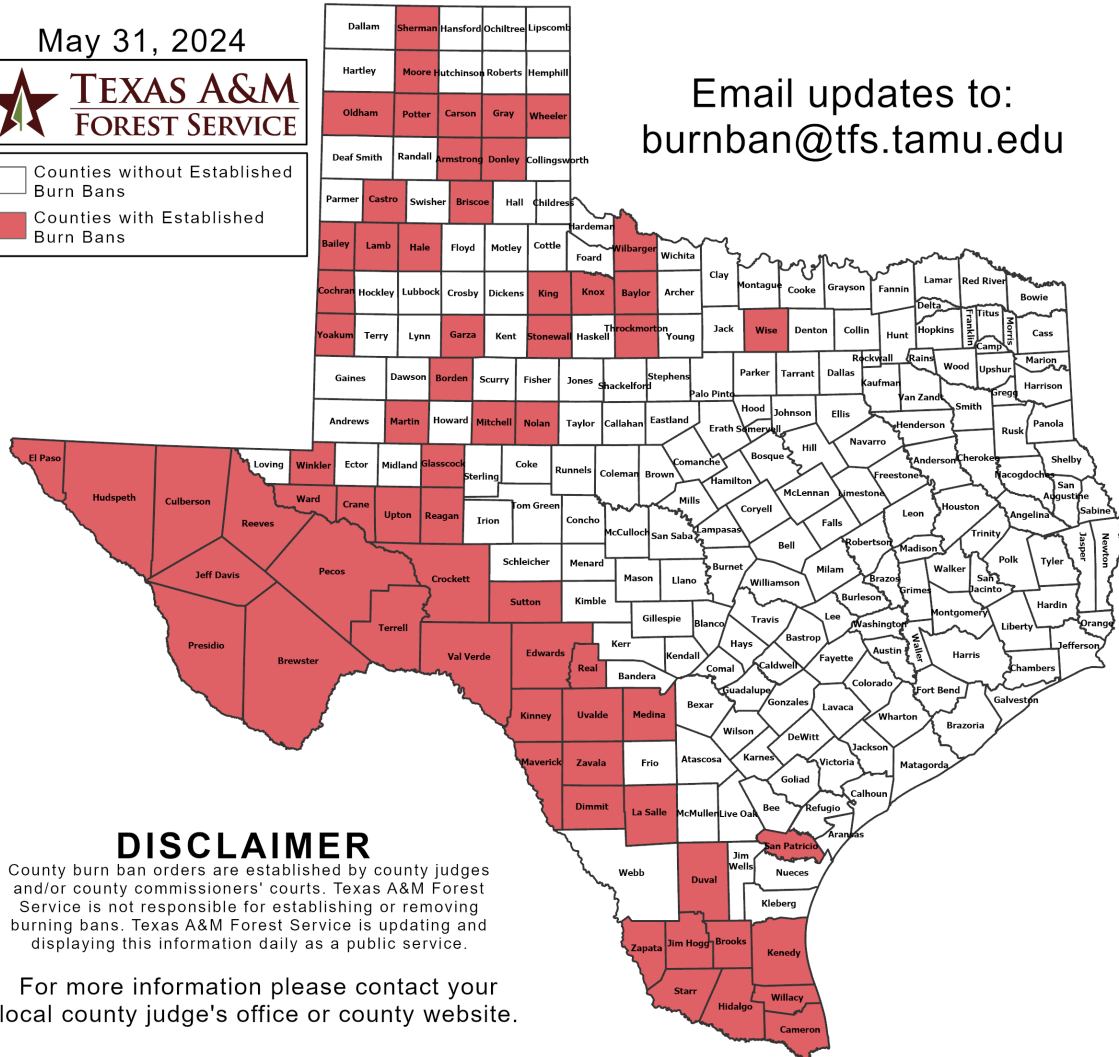 May 31, 2024
TEXAS A&M
FOREST SERVICE
Counties without Established
Burn Bans
Counties with Established
Burn Bans
Email updates to:
burnban@tfs.tamu.edu
Dallam Sherman Hansford Ochiltree Lipscomb
Hartley Moore Hutchinson Roberts Hemphill
Oldham Potter Carson Gray Wheeler
Deaf Smith Randall Armstrong Donley Collingsworth
Parmer Castro Swisher Briscoe Hall Childress
Hardeman
Bailey Lamb Hale Floyd Motley Cottle Foard Wilbarger Wichita
Clay Montague Cooke Grayson Fannin Lamar Red River Bowie
Cochran Hockley Lubbock Crosby Dickens King Knox Baylor Archer
Delta Franklin Titus Morris
Yoakum Terry Lynn Garza Kent Stonewall Haskell Throckmorton Young Jack Wise Denton Collin Hunt Hopkins Camp Cass
Rockwall Rains Wood Upshur Marion
Gaines Dawson Borden Scurry Fisher Jones Shackelford Stephens Palo Pinto Parker Tarrant Dallas Kaufman Van Zandt Gregg Harrison
Andrews Martin Howard Mitchell Nolan Taylor Callahan Eastland Erath Hood Somervell Johnson Ellis Henderson Smith Rusk Panola
El Paso Hudspeth Culberson Reeves Loving Winkler Ector Midland Glasscock Sterling Coke Runnels Coleman Brown Comanche Bosque Hill Navarro Anderson Cherokee Shelby
Hamilton Freestone Nacogdoches San
Augustine
Ward Crane Upton Reagan Irion Tom Green Concho Mills Coryell McLennan Limestone Leon Houston Angelina Sabine
McCulloch San Saba Lampasas Falls Trinity
Jeff Davis Pecos Crockett Schleicher Menard Mason Llano Burnet Bell Robertson Madison Walker Polk Tyler Jasper Newton
Williamson Milam Brazos Grimes San
Jacinto
Terrell Sutton Kimble Gillespie Blanco Travis Burleson Montgomery Liberty Hardin Orange
Presidio Brewster Val Verde Edwards Real Kerr Kendall Hays Bastrop Lee Washington Waller Harris Jefferson
Bandera Comal Caldwell Fayette Austin Chambers
Kinney Uvalde Medina Bexar Guadalupe Gonzales Lavaca Colorado Fort Bend Galveston
Wilson Wharton Brazoria
Maverick Zavala Frio Atascosa Karnes DeWitt Victoria Jackson Matagorda
Goliad Calhoun
Dimmit La Salle McMullen Live Oak Bee Refugio Aransas
San Patricio
Webb Duval Jim
Wells
Nueces
Kleberg
Zapata Jim Hogg Brooks Kenedy
Starr Hidalgo Willacy
Cameron
DISCLAIMER
County burn ban orders are established by county judges
and/or county commissioners' courts. Texas A&M Forest
Service is not responsible for establishing or removing
burning bans. Texas A&M Forest Service is updating and
displaying this information daily as a public service.
For more information please contact your
local county judge's office or county website.